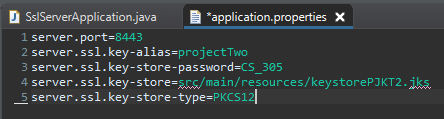 SslServerApplication.java
*application.properties
1 server.port=8443
2 server.ssl.key-alias=projectTwo
3 server.ssl.key-store-password=CS_305
4 server.ssl.key-store=src/main/resources/keystorePJKT2.jks
5 server.ssl.key-store-type=PKCS12